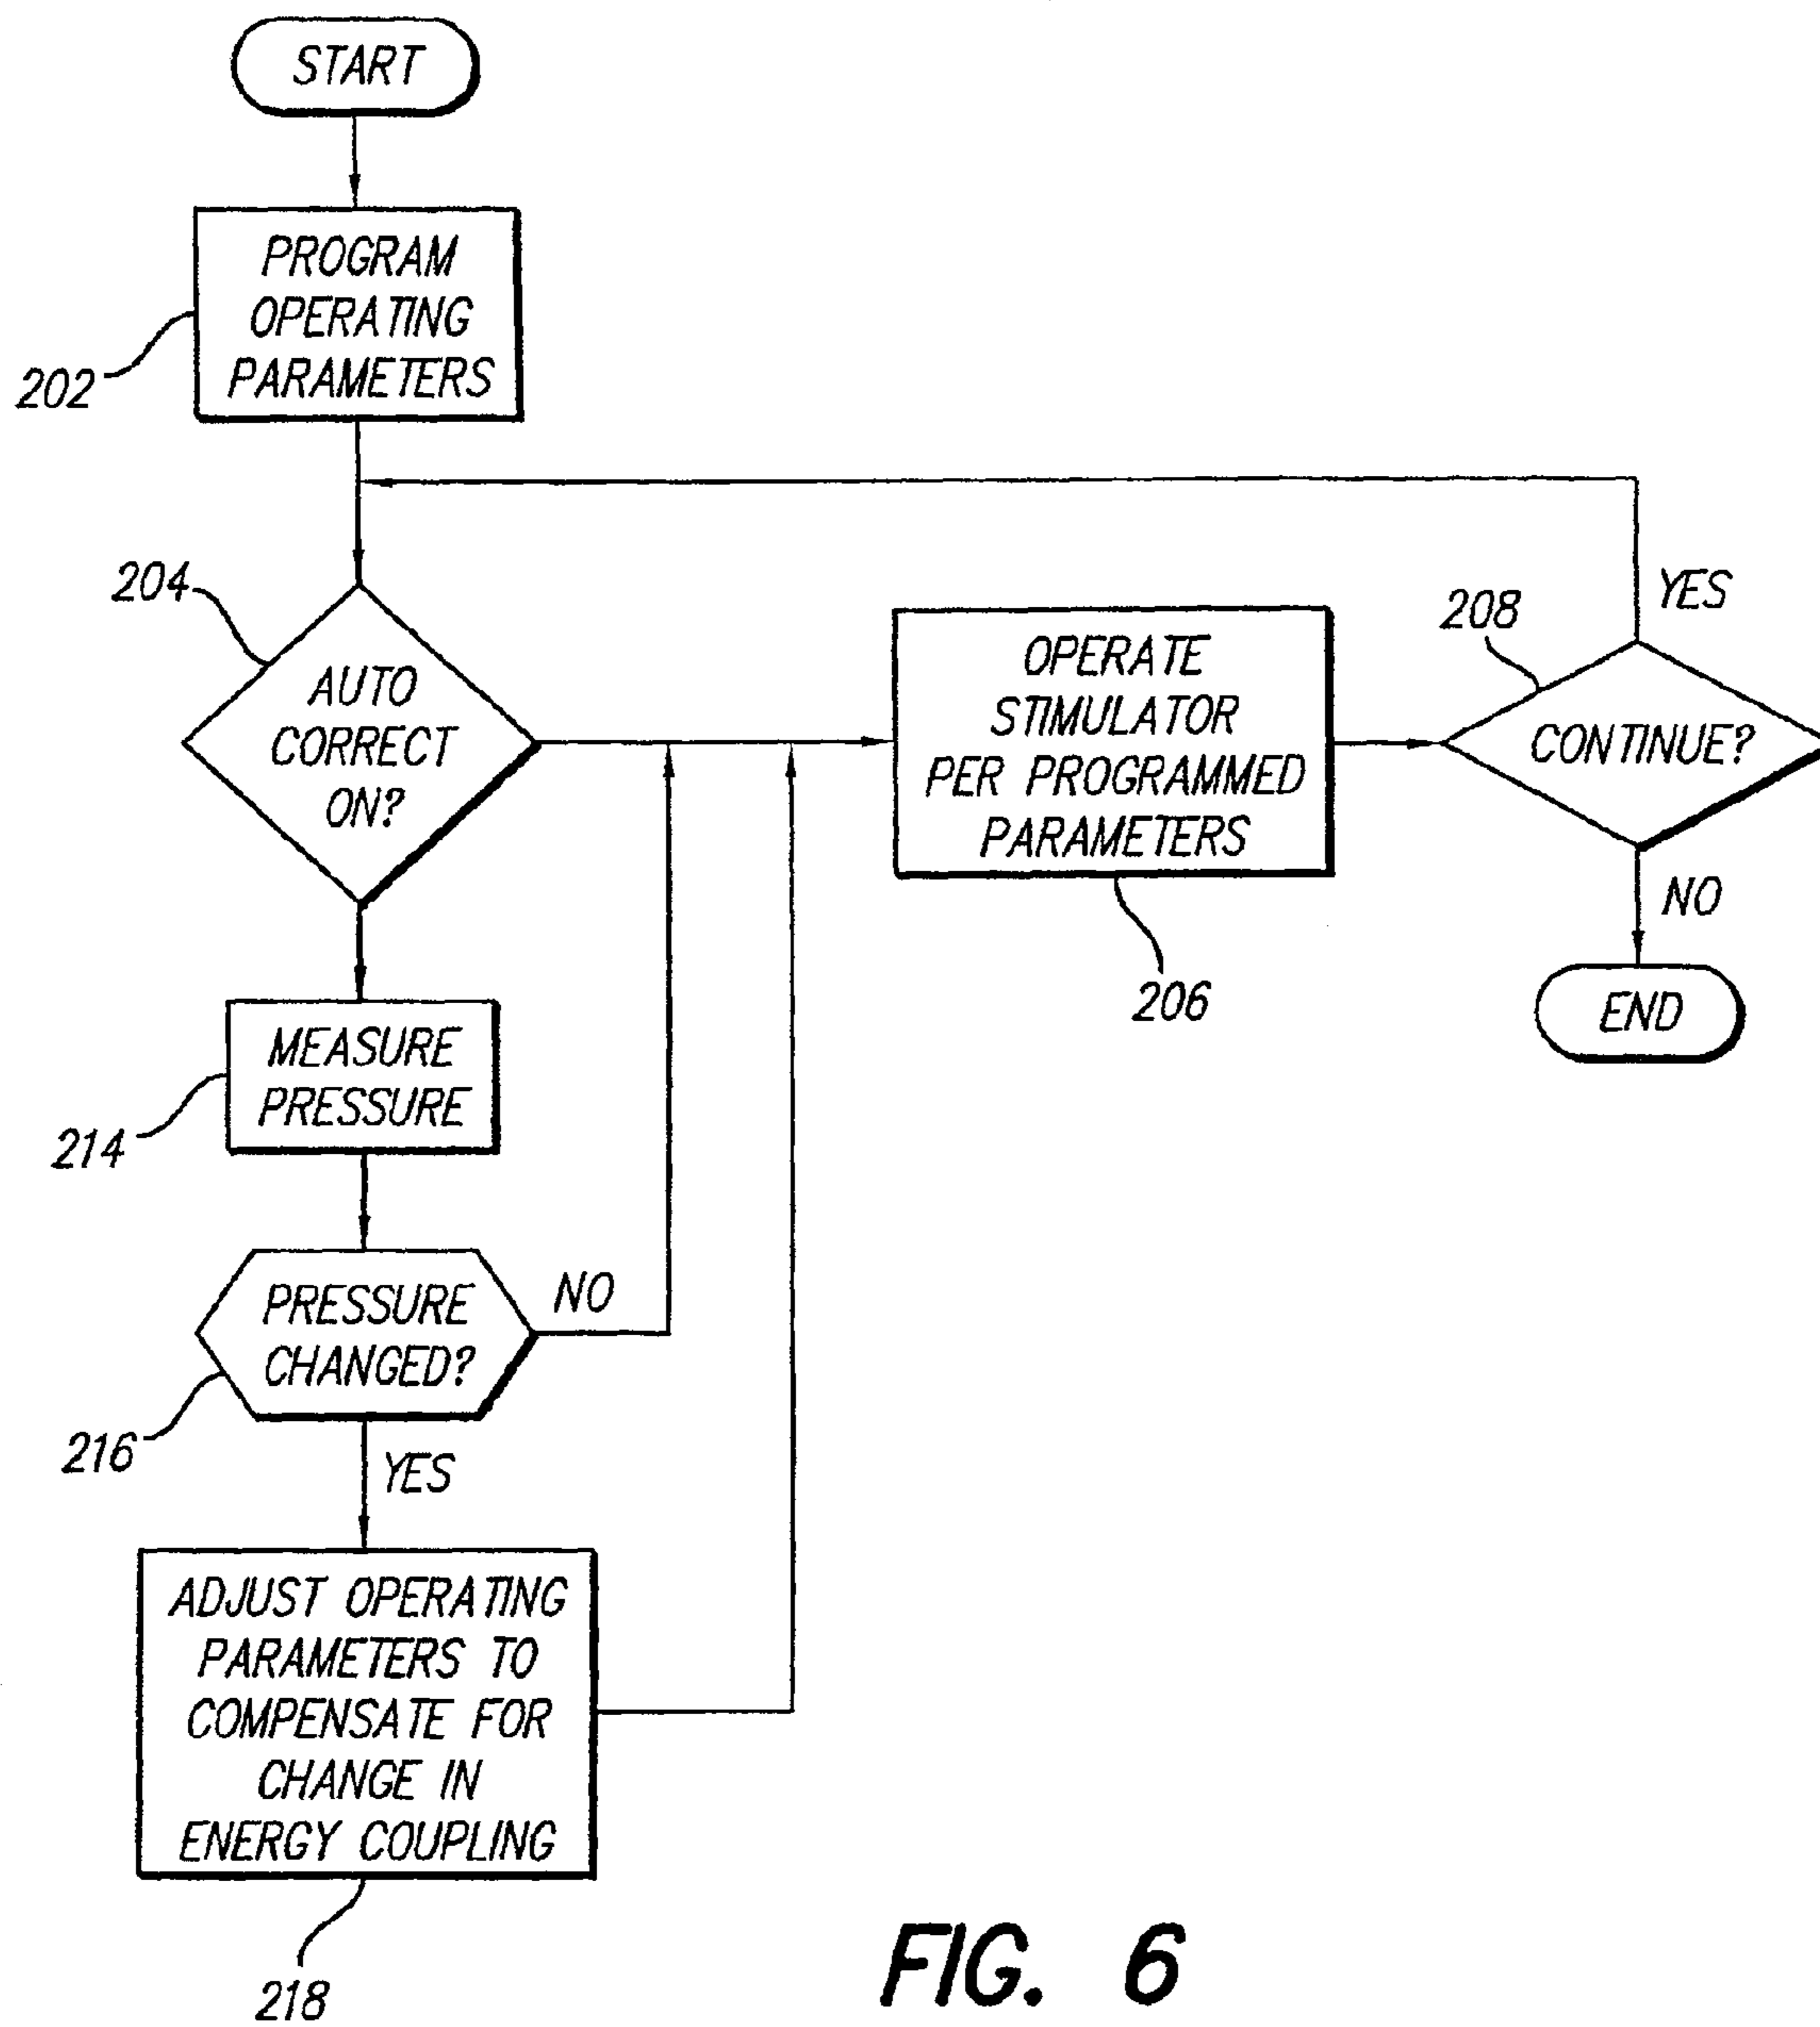 START
PROGRAM
OPERATING
PARAMETERS
202
204
AUTO
CORRECT
ON?
OPERATE
STIMULATOR
PER PROGRAMMED
PARAMETERS
206
208
YES
CONTINUE?
NO
END
MEASURE
PRESSURE
214
PRESSURE
CHANGED?
NO
216
YES
ADJUST OPERATING
PARAMETERS TO
COMPENSATE FOR
CHANGE IN
ENERGY COUPLING
218
FIG. 6